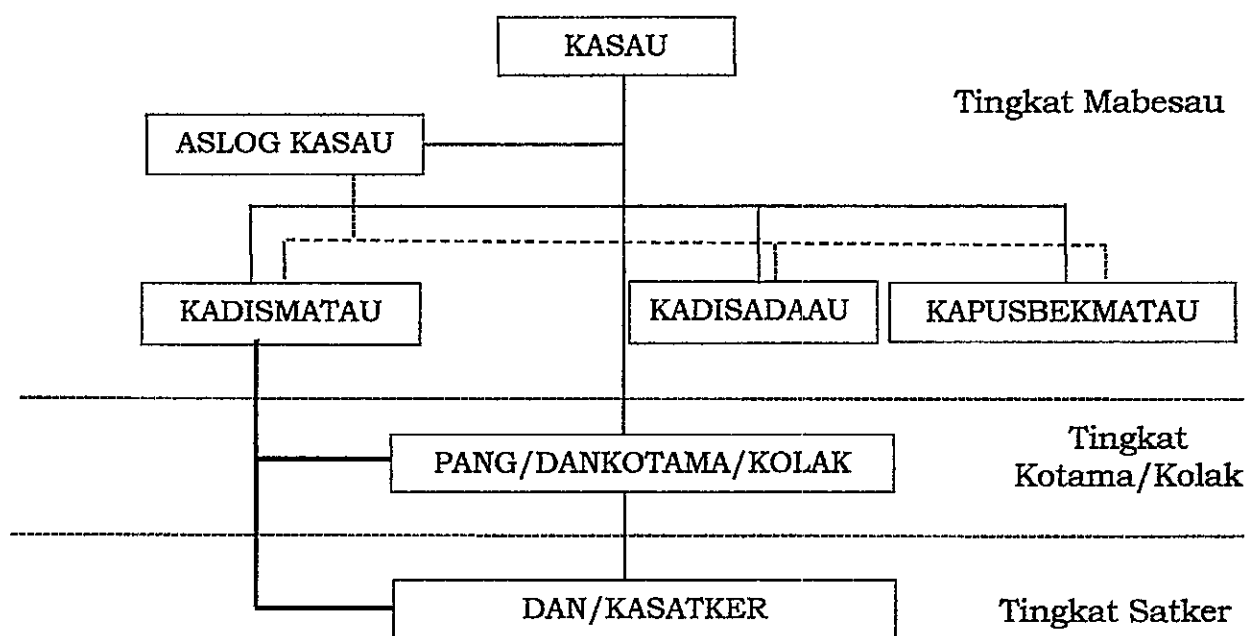 KASAU
Tingkat Mabesau
ASLOG KASAU
KADISMATAU
KADISADAAU
KAPUSBEKMATAU
PANG/DANKOTAMA/KOLAK
Tingkat
Kotama/Kolak
DAN/KASATKER
Tingkat Satker